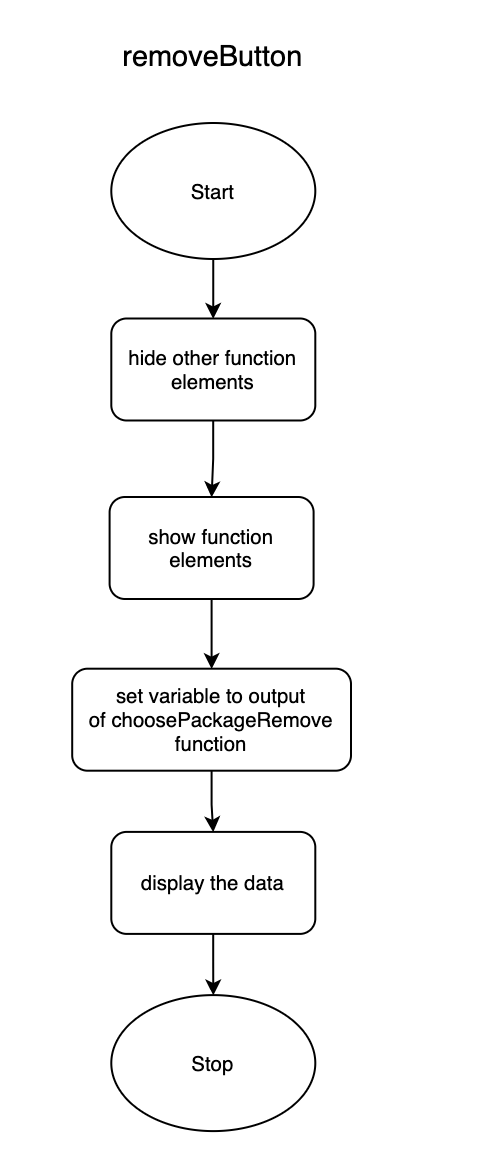 removeButton
Start
hide other function
elements
show function
elements
set variable to output
of choosePackageRemove
function
display the data
Stop